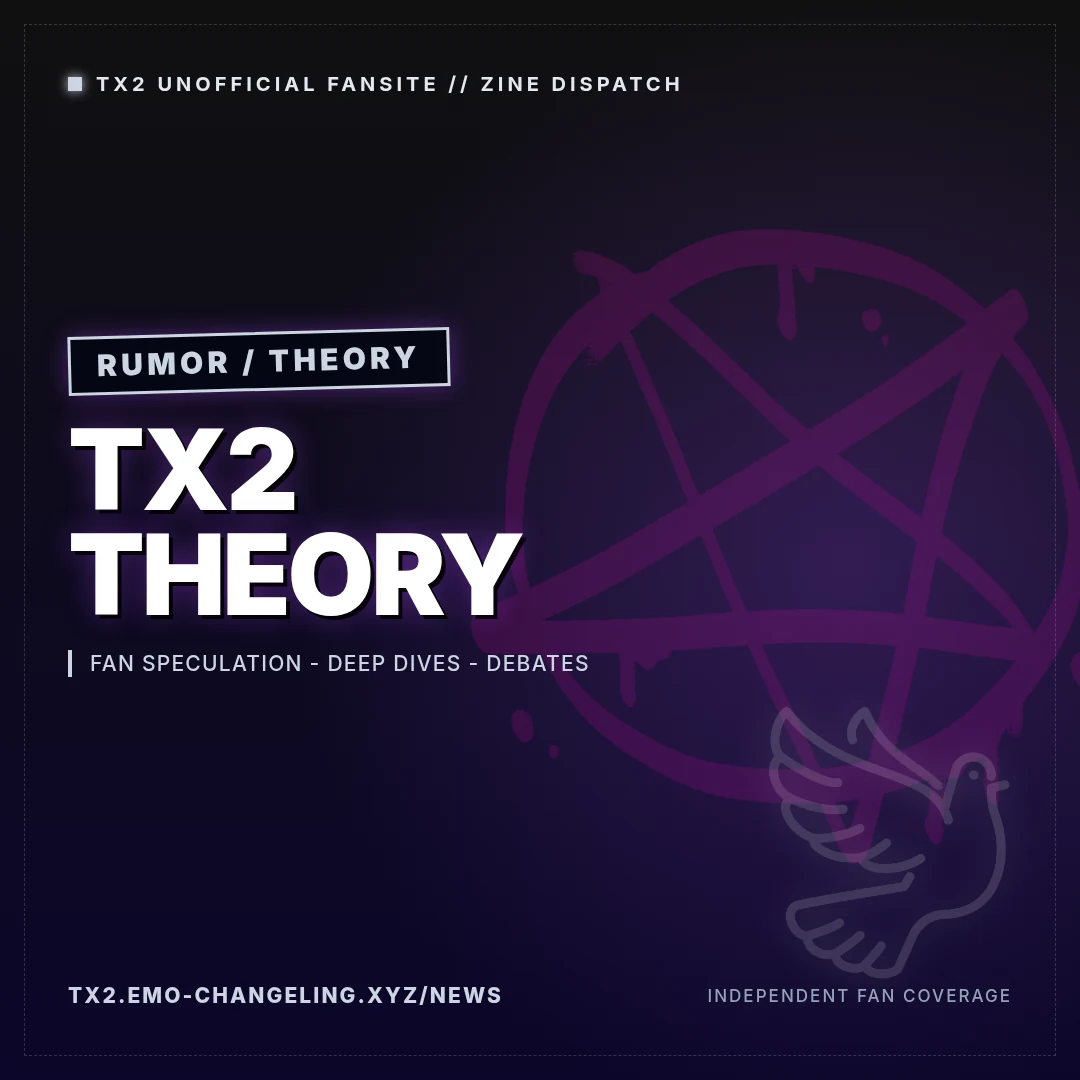 TX2 UNOFFICIAL FANSITE // ZINE DISPATCH
RUMOR / THEORY
TX2
THEORY
FAN SPECULATION - DEEP DIVES - DEBATES
TX2.EMO-CHANGELING.XYZ/NEWS
INDEPENDENT FAN COVERAGE